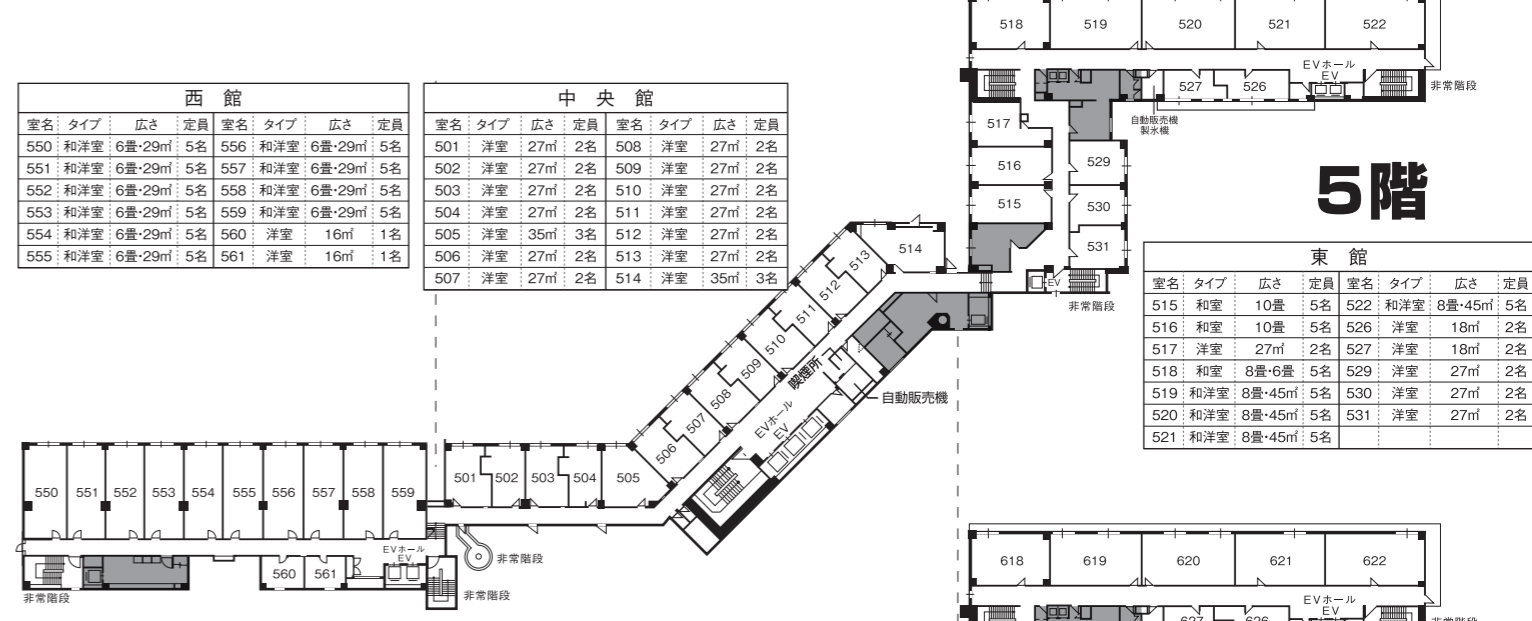 西 館
室名 タイプ 広さ 定員 室名 タイプ 広さ 定員
550 和洋室 6畳・29㎡ 5名 556 和洋室 6畳・29㎡ 5名
551 和洋室 6畳・29㎡ 5名 557 和洋室 6畳・29㎡ 5名
552 和洋室 6畳・29㎡ 5名 558 和洋室 6畳・29㎡ 5名
553 和洋室 6畳・29㎡ 5名 559 和洋室 6畳・29㎡ 5名
554 和洋室 6畳・29㎡ 5名 560 洋室 16㎡ 1名
555 和洋室 6畳・29㎡ 5名 561 洋室 16㎡ 1名
中 央 館
室名 タイプ 広さ 定員 室名 タイプ 広さ 定員
501 洋室 27㎡ 2名 508 洋室 27㎡ 2名
502 洋室 27㎡ 2名 509 洋室 27㎡ 2名
503 洋室 27㎡ 2名 510 洋室 27㎡ 2名
504 洋室 27㎡ 2名 511 洋室 27㎡ 2名
505 洋室 35㎡ 3名 512 洋室 27㎡ 2名
506 洋室 27㎡ 2名 513 洋室 27㎡ 2名
507 洋室 27㎡ 2名 514 洋室 35㎡ 3名
518 519 520 521 522
EVホール
EV
527 526
非常階段
自動販売機
製氷機
517
516
515
529
530
531
EV
非常階段
5階
東 館
室名 タイプ 広さ 定員 室名 タイプ 広さ 定員
515 和室 10畳 5名 522 和洋室 8畳・45㎡ 5名
516 和室 10畳 5名 526 洋室 18㎡ 2名
517 洋室 27㎡ 2名 527 洋室 18㎡ 2名
518 和室 8畳・6畳 5名 529 洋室 27㎡ 2名
519 和洋室 8畳・45㎡ 5名 530 洋室 27㎡ 2名
520 和洋室 8畳・45㎡ 5名 531 洋室 27㎡ 2名
521 和洋室 8畳・45㎡ 5名
514
513
512
511
510
509
508
507
506
喫煙所
EVホール
EV
自動販売機
501 502 503 504 505
550 551 552 553 554 555 556 557 558 559
EVホール
EV
560 561
非常階段
非常階段
非常階段
618 619 620 621 622
EVホール
EV
627 626
非常階段